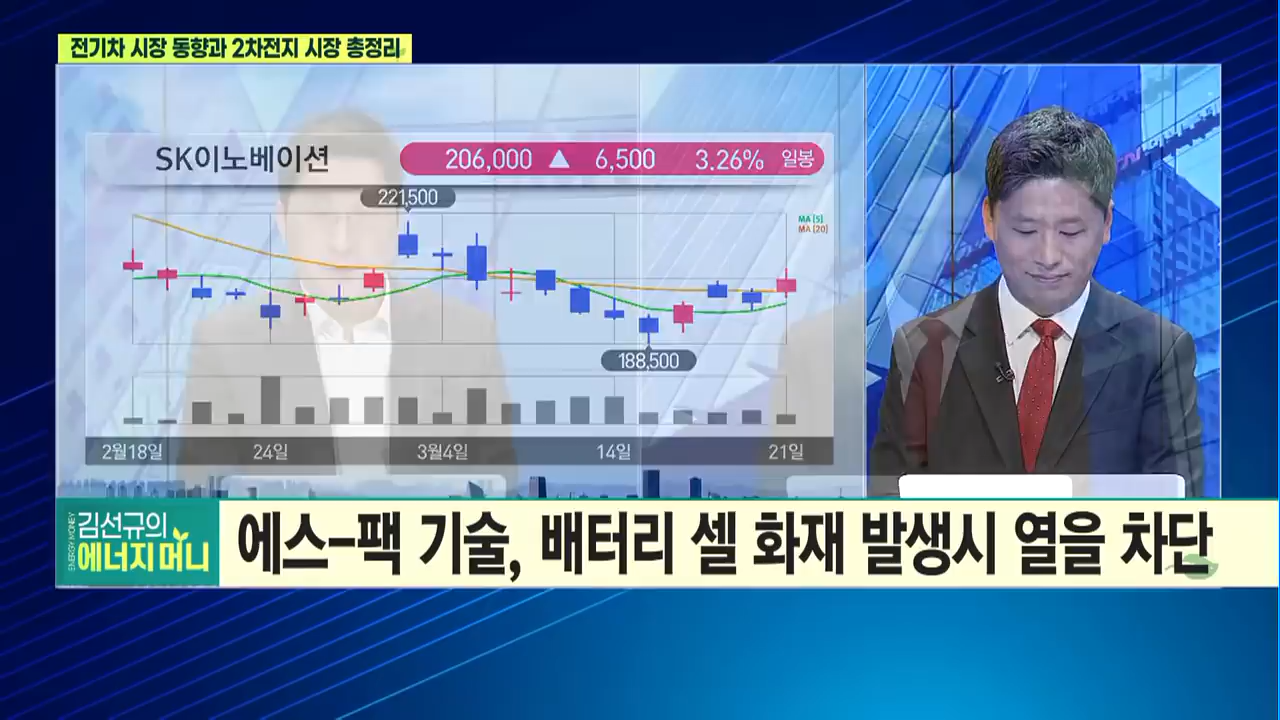 전기차 시장 동향과 2차전지 시장 총정리
SK이노베이션
206,000 ▲ 6,500 3.26% 일봉
221,500
MA [5]
MA [20]
188,500
2월18일 24일 3월4일 14일 21일
ENERGY MONEY
김선규의
에너지 머니
에스-팩 기술, 배터리 셀 화재 발생시 열을 차단